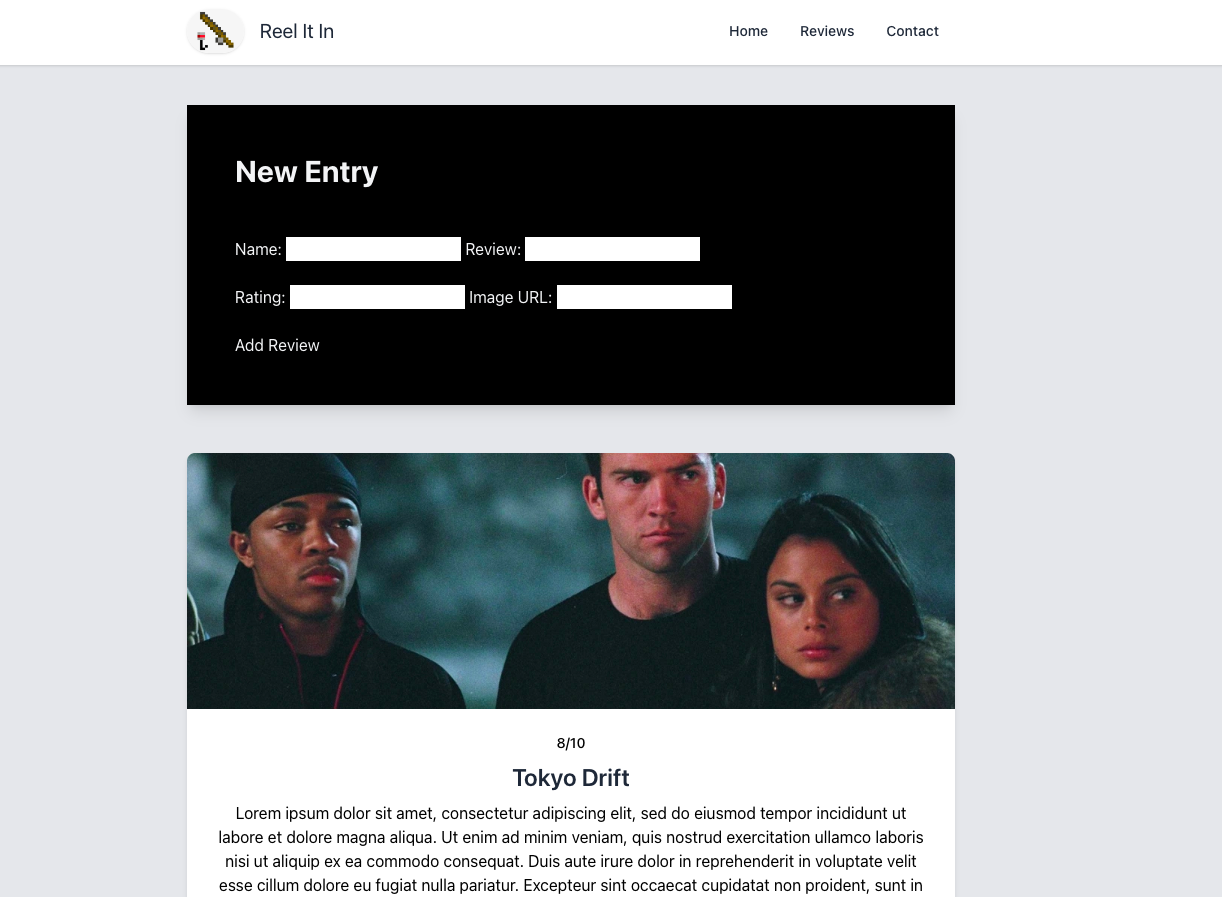 Reel It In
Home Reviews Contact
New Entry
Name: Review:
Rating: Image URL:
Add Review
8/10
Tokyo Drift
Lorem ipsum dolor sit amet, consectetur adipiscing elit, sed do eiusmod tempor incididunt ut
labore et dolore magna aliqua. Ut enim ad minim veniam, quis nostrud exercitation ullamco laboris
nisi ut aliquip ex ea commodo consequat. Duis aute irure dolor in reprehenderit in voluptate velit
esse cillum dolore eu fugiat nulla pariatur. Excepteur sint occaecat cupidatat non proident, sunt in